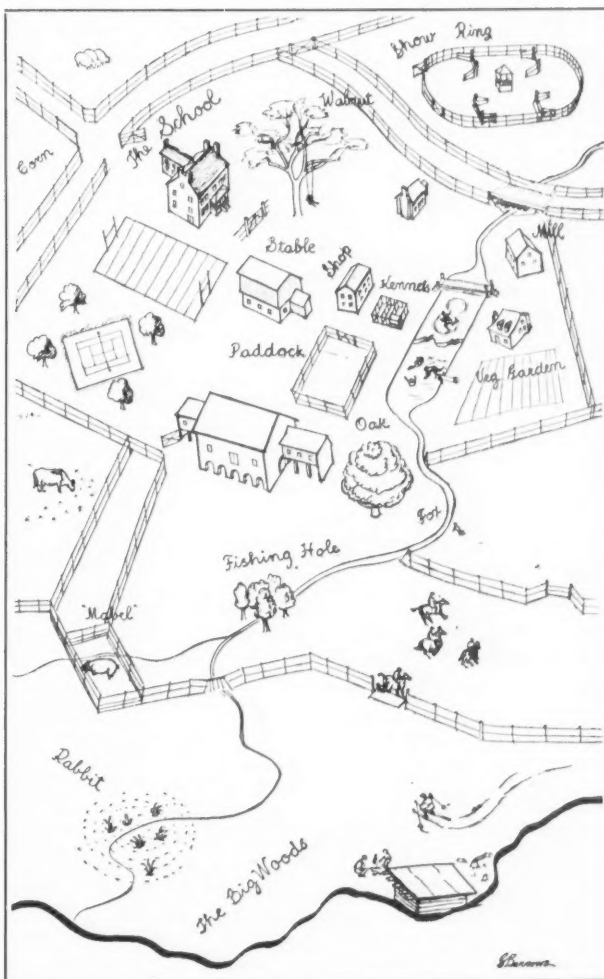 Show Ring
Walnut
The School
Corn
Mill
Stable
Shop
Kennels
Paddock
Veg. Garden
Oak
Fox
Fishing Hole
"Mabel"
Rabbit
The Big Woods